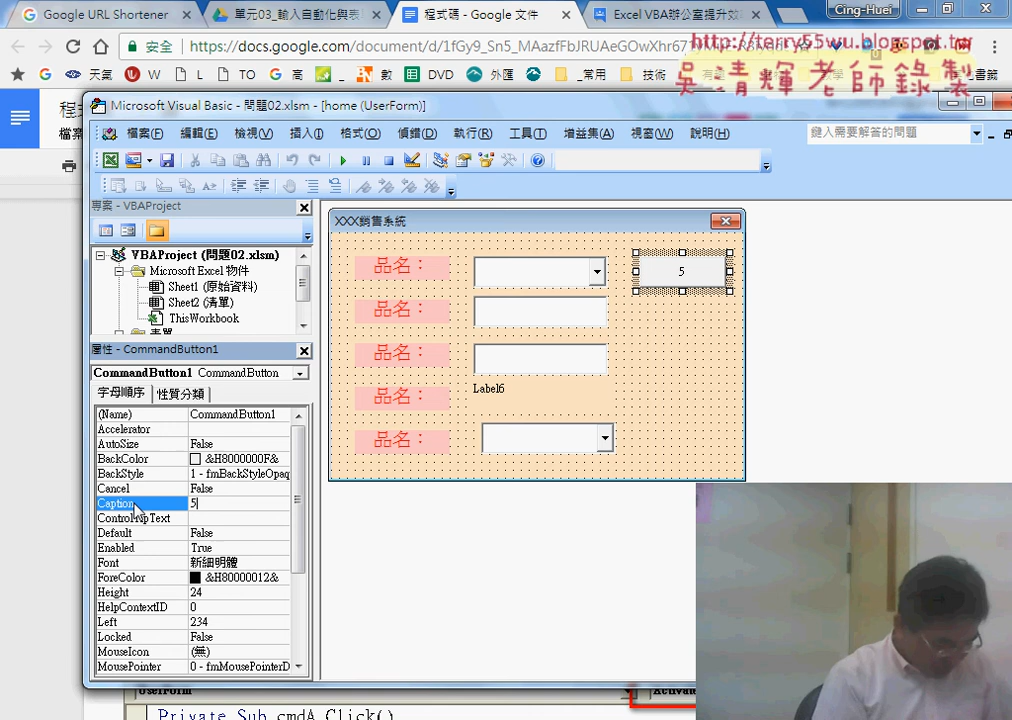 Google URL Shortener
單元03_輸入自動化與表
程式碼 - Google 文件
Excel VBA辦公室提升效
Cing-Huei
安全
https://docs.google.com/document/d/1fGy9_Sn5_MAazfFbJRUAeGOwXhr67
http://terry55wu.blogspot.tw
吳清輝老師錄製
天氣
W
L
TO
高
數
DVD
外匯
_常用
技術
Microsoft Visual Basic - 問題02.xlsm - [home (UserForm)]
檔案(F)
編輯(E)
檢視(V)
插入(I)
格式(O)
偵錯(D)
執行(R)
工具(T)
增益集(A)
視窗(W)
說明(H)
鍵入需要解答的問題
專案 - VBAProject
VBAProject (問題02.xlsm)
Microsoft Excel 物件
Sheet1 (原始資料)
Sheet2 (清單)
ThisWorkbook
表單
屬性 - CommandButton1
CommandButton1 CommandButton
字母順序
性質分類
(Name) CommandButton1
Accelerator
AutoSize False
BackColor &H8000000F&
BackStyle 1 - fmBackStyleOpaq
Cancel False
Caption 5
Default False
Enabled True
Font 新細明體
ForeColor &H80000012&
Height 24
HelpContextID 0
Left 234
Locked False
MouseIcon (無)
MousePointer 0 - fmMousePointerD
XXX銷售系統
品名：
5
品名：
品名：
Label6
品名：
品名：
UserForm
Activate
Private Sub cmdA_Click()